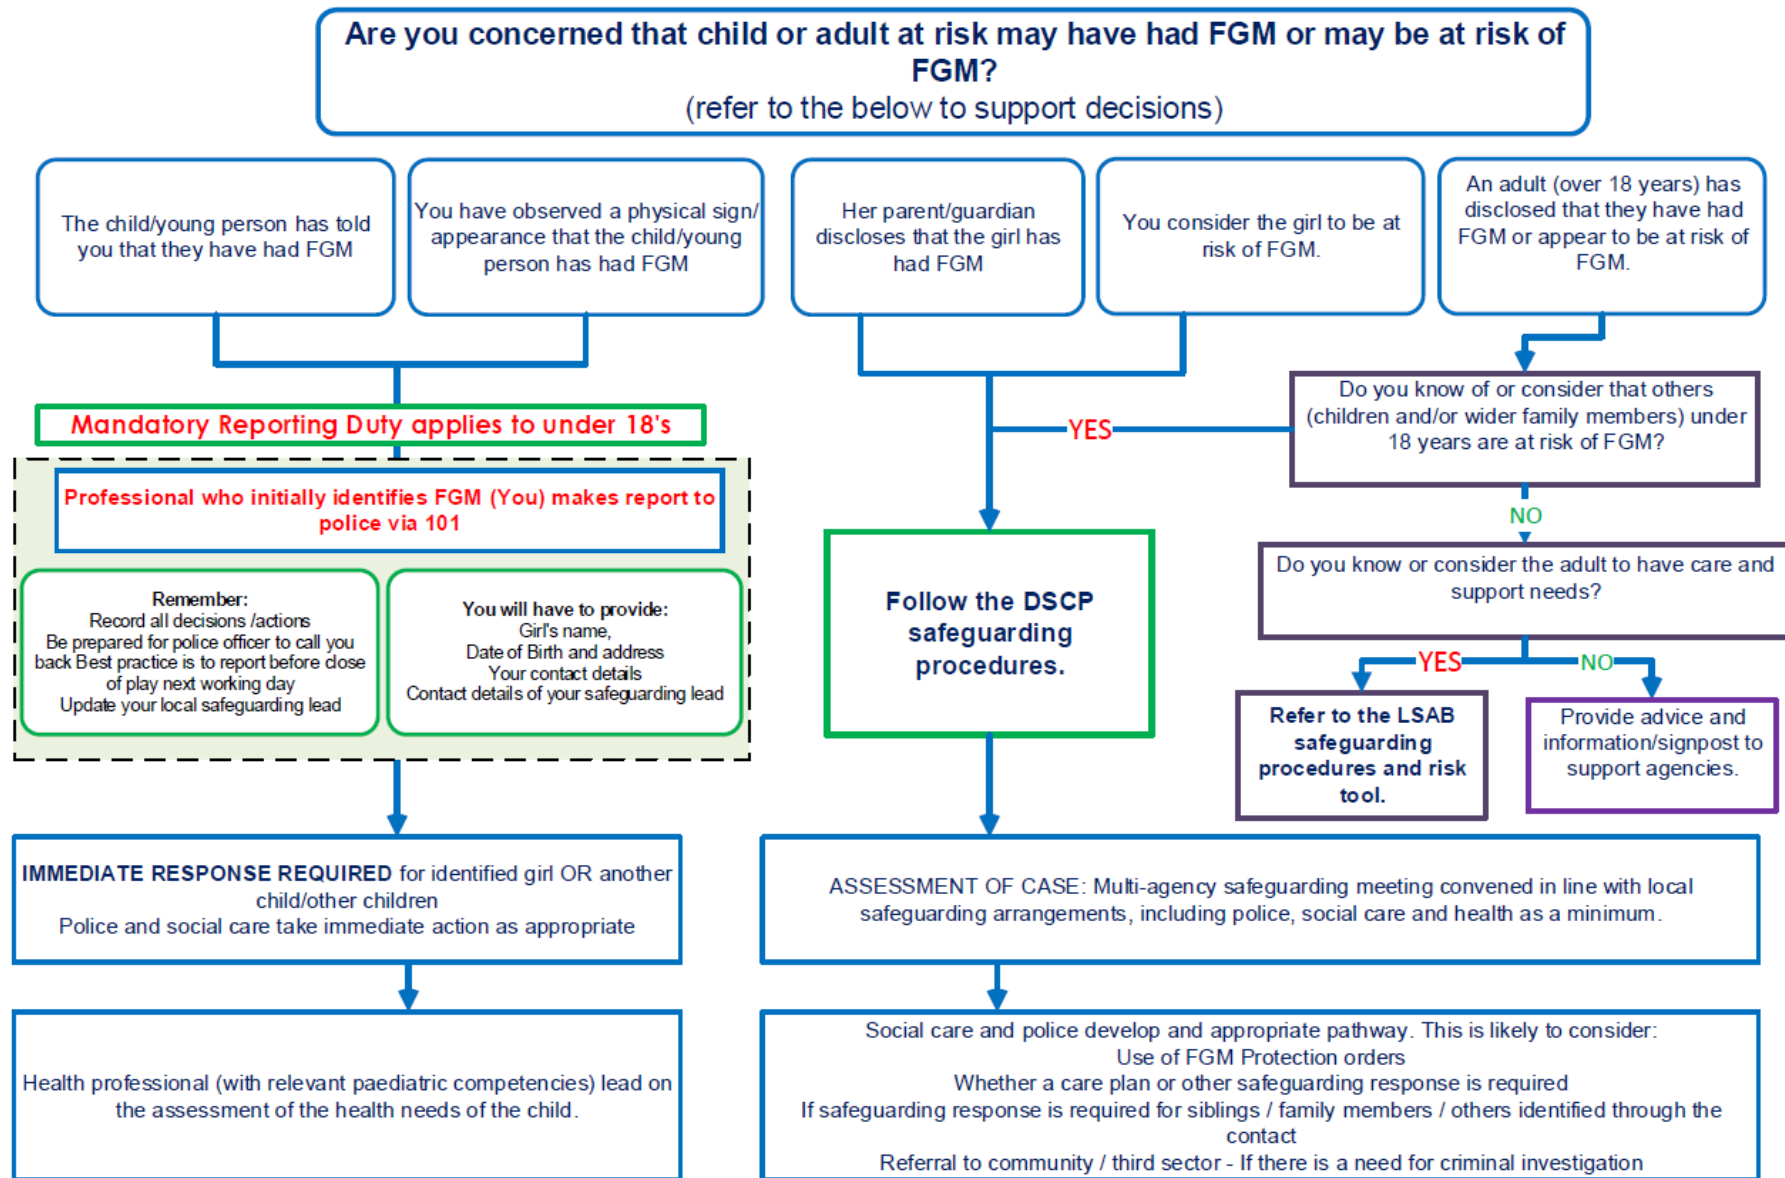 Are you concerned that child or adult at risk may have had FGM or may be at risk of
FGM?
(refer to the below to support decisions)
The child/young person has told
you that they have had FGM
You have observed a physical sign/
appearance that the child/young
person has had FGM
Her parent/guardian
discloses that the girl has
had FGM
You consider the girl to be at
risk of FGM.
An adult (over 18 years) has
disclosed that they have had
FGM or appear to be at risk of
FGM.
Mandatory Reporting Duty applies to under 18's
Professional who initially identifies FGM (You) makes report to
police via 101
Remember:
Record all decisions /actions
Be prepared for police officer to call you
back Best practice is to report before close
of play next working day
Update your local safeguarding lead
You will have to provide:
Girl's name,
Date of Birth and address
Your contact details
Contact details of your safeguarding lead
YES
Do you know of or consider that others
(children and/or wider family members) under
18 years are at risk of FGM?
NO
Do you know or consider the adult to have care and
support needs?
YES
NO
Follow the DSCP
safeguarding
procedures.
Refer to the LSAB
safeguarding
procedures and risk
tool.
Provide advice and
information/signpost to
support agencies.
IMMEDIATE RESPONSE REQUIRED for identified girl OR another
child/other children
Police and social care take immediate action as appropriate
ASSESSMENT OF CASE: Multi-agency safeguarding meeting convened in line with local
safeguarding arrangements, including police, social care and health as a minimum.
Health professional (with relevant paediatric competencies) lead on
the assessment of the health needs of the child.
Social care and police develop and appropriate pathway. This is likely to consider:
Use of FGM Protection orders
Whether a care plan or other safeguarding response is required
If safeguarding response is required for siblings / family members / others identified through the
contact
Referral to community / third sector - If there is a need for criminal investigation